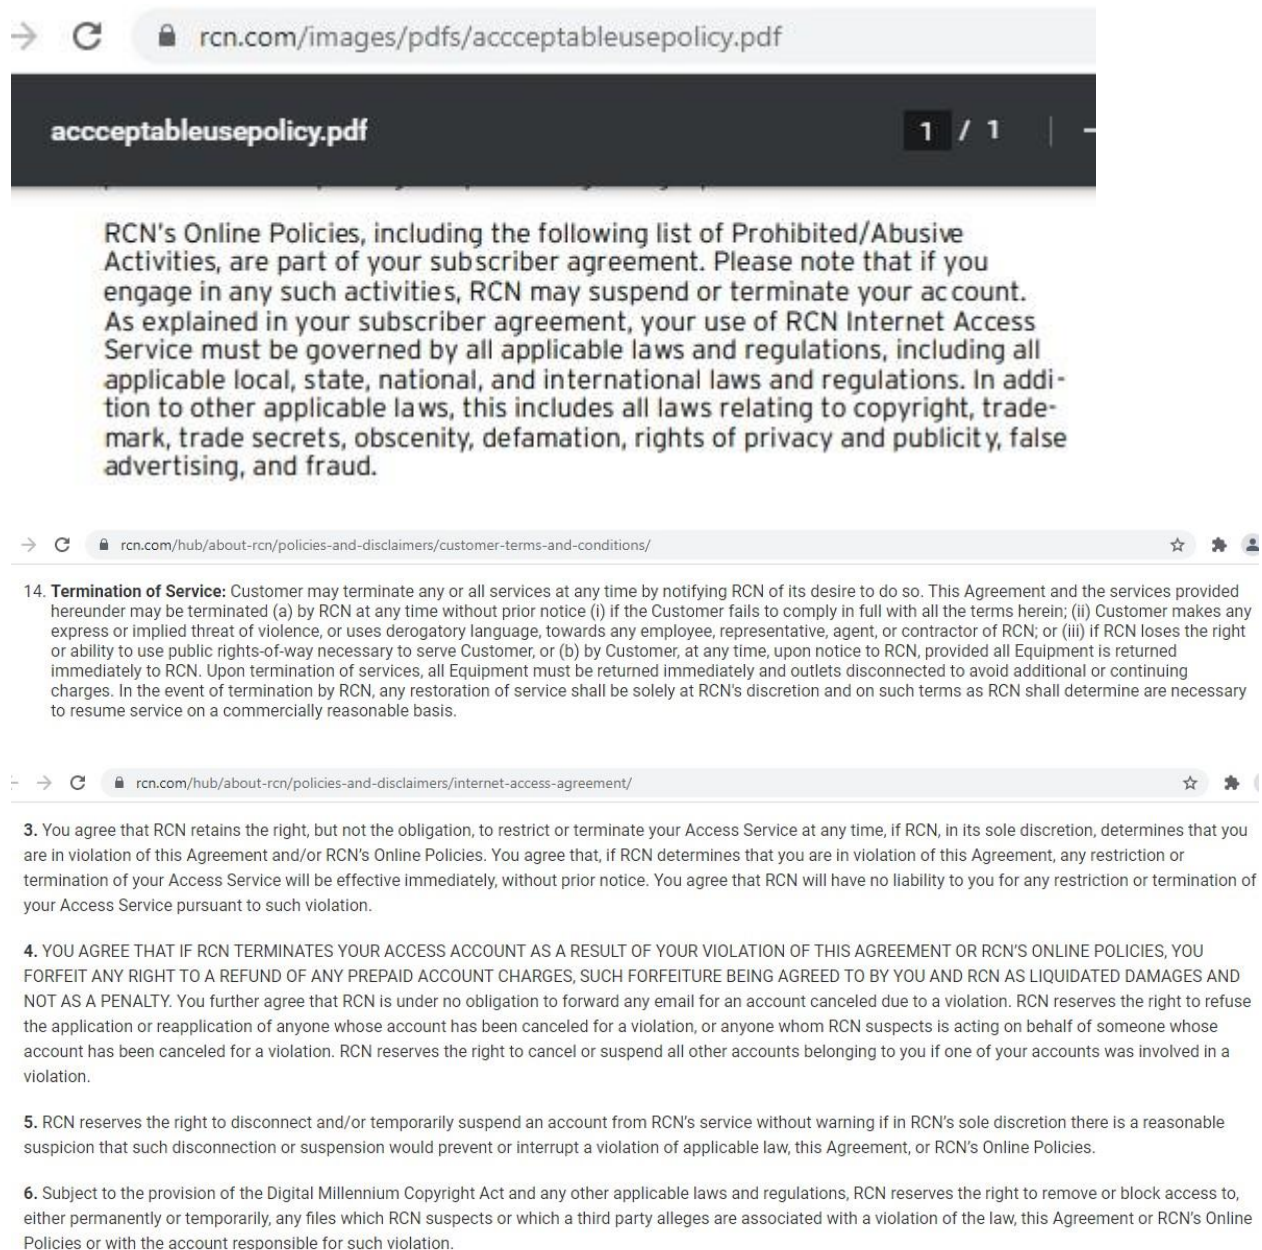 rcn.com/images/pdfs/accceptableusepolicy.pdf
accceptableusepolicy.pdf
1 / 1
RCN's Online Policies, including the following list of Prohibited/Abusive
Activities, are part of your subscriber agreement. Please note that if you
engage in any such activities, RCN may suspend or terminate your account.
As explained in your subscriber agreement, your use of RCN Internet Access
Service must be governed by all applicable laws and regulations, including all
applicable local, state, national, and international laws and regulations. In addi-
tion to other applicable laws, this includes all laws relating to copyright, trade-
mark, trade secrets, obscenity, defamation, rights of privacy and publicity, false
advertising, and fraud.
rcn.com/hub/about-rcn/policies-and-disclaimers/customer-terms-and-conditions/
14. Termination of Service: Customer may terminate any or all services at any time by notifying RCN of its desire to do so. This Agreement and the services provided
hereunder may be terminated (a) by RCN at any time without prior notice (i) if the Customer fails to comply in full with all the terms herein; (ii) Customer makes any
express or implied threat of violence, or uses derogatory language, towards any employee, representative, agent, or contractor of RCN; or (iii) if RCN loses the right
or ability to use public rights-of-way necessary to serve Customer, or (b) by Customer, at any time, upon notice to RCN, provided all Equipment is returned
immediately to RCN. Upon termination of services, all Equipment must be returned immediately and outlets disconnected to avoid additional or continuing
charges. In the event of termination by RCN, any restoration of service shall be solely at RCN's discretion and on such terms as RCN shall determine are necessary
to resume service on a commercially reasonable basis.
rcn.com/hub/about-rcn/policies-and-disclaimers/internet-access-agreement/
3. You agree that RCN retains the right, but not the obligation, to restrict or terminate your Access Service at any time, if RCN, in its sole discretion, determines that you
are in violation of this Agreement and/or RCN's Online Policies. You agree that, if RCN determines that you are in violation of this Agreement, any restriction or
termination of your Access Service will be effective immediately, without prior notice. You agree that RCN will have no liability to you for any restriction or termination of
your Access Service pursuant to such violation.
4. YOU AGREE THAT IF RCN TERMINATES YOUR ACCESS ACCOUNT AS A RESULT OF YOUR VIOLATION OF THIS AGREEMENT OR RCN'S ONLINE POLICIES, YOU
FORFEIT ANY RIGHT TO A REFUND OF ANY PREPAID ACCOUNT CHARGES, SUCH FORFEITURE BEING AGREED TO BY YOU AND RCN AS LIQUIDATED DAMAGES AND
NOT AS A PENALTY. You further agree that RCN is under no obligation to forward any email for an account canceled due to a violation. RCN reserves the right to refuse
the application or reapplication of anyone whose account has been canceled for a violation, or anyone whom RCN suspects is acting on behalf of someone whose
account has been canceled for a violation. RCN reserves the right to cancel or suspend all other accounts belonging to you if one of your accounts was involved in a
violation.
5. RCN reserves the right to disconnect and/or temporarily suspend an account from RCN's service without warning if in RCN's sole discretion there is a reasonable
suspicion that such disconnection or suspension would prevent or interrupt a violation of applicable law, this Agreement, or RCN's Online Policies.
6. Subject to the provision of the Digital Millennium Copyright Act and any other applicable laws and regulations, RCN reserves the right to remove or block access to,
either permanently or temporarily, any files which RCN suspects or which a third party alleges are associated with a violation of the law, this Agreement or RCN's Online
Policies or with the account responsible for such violation.